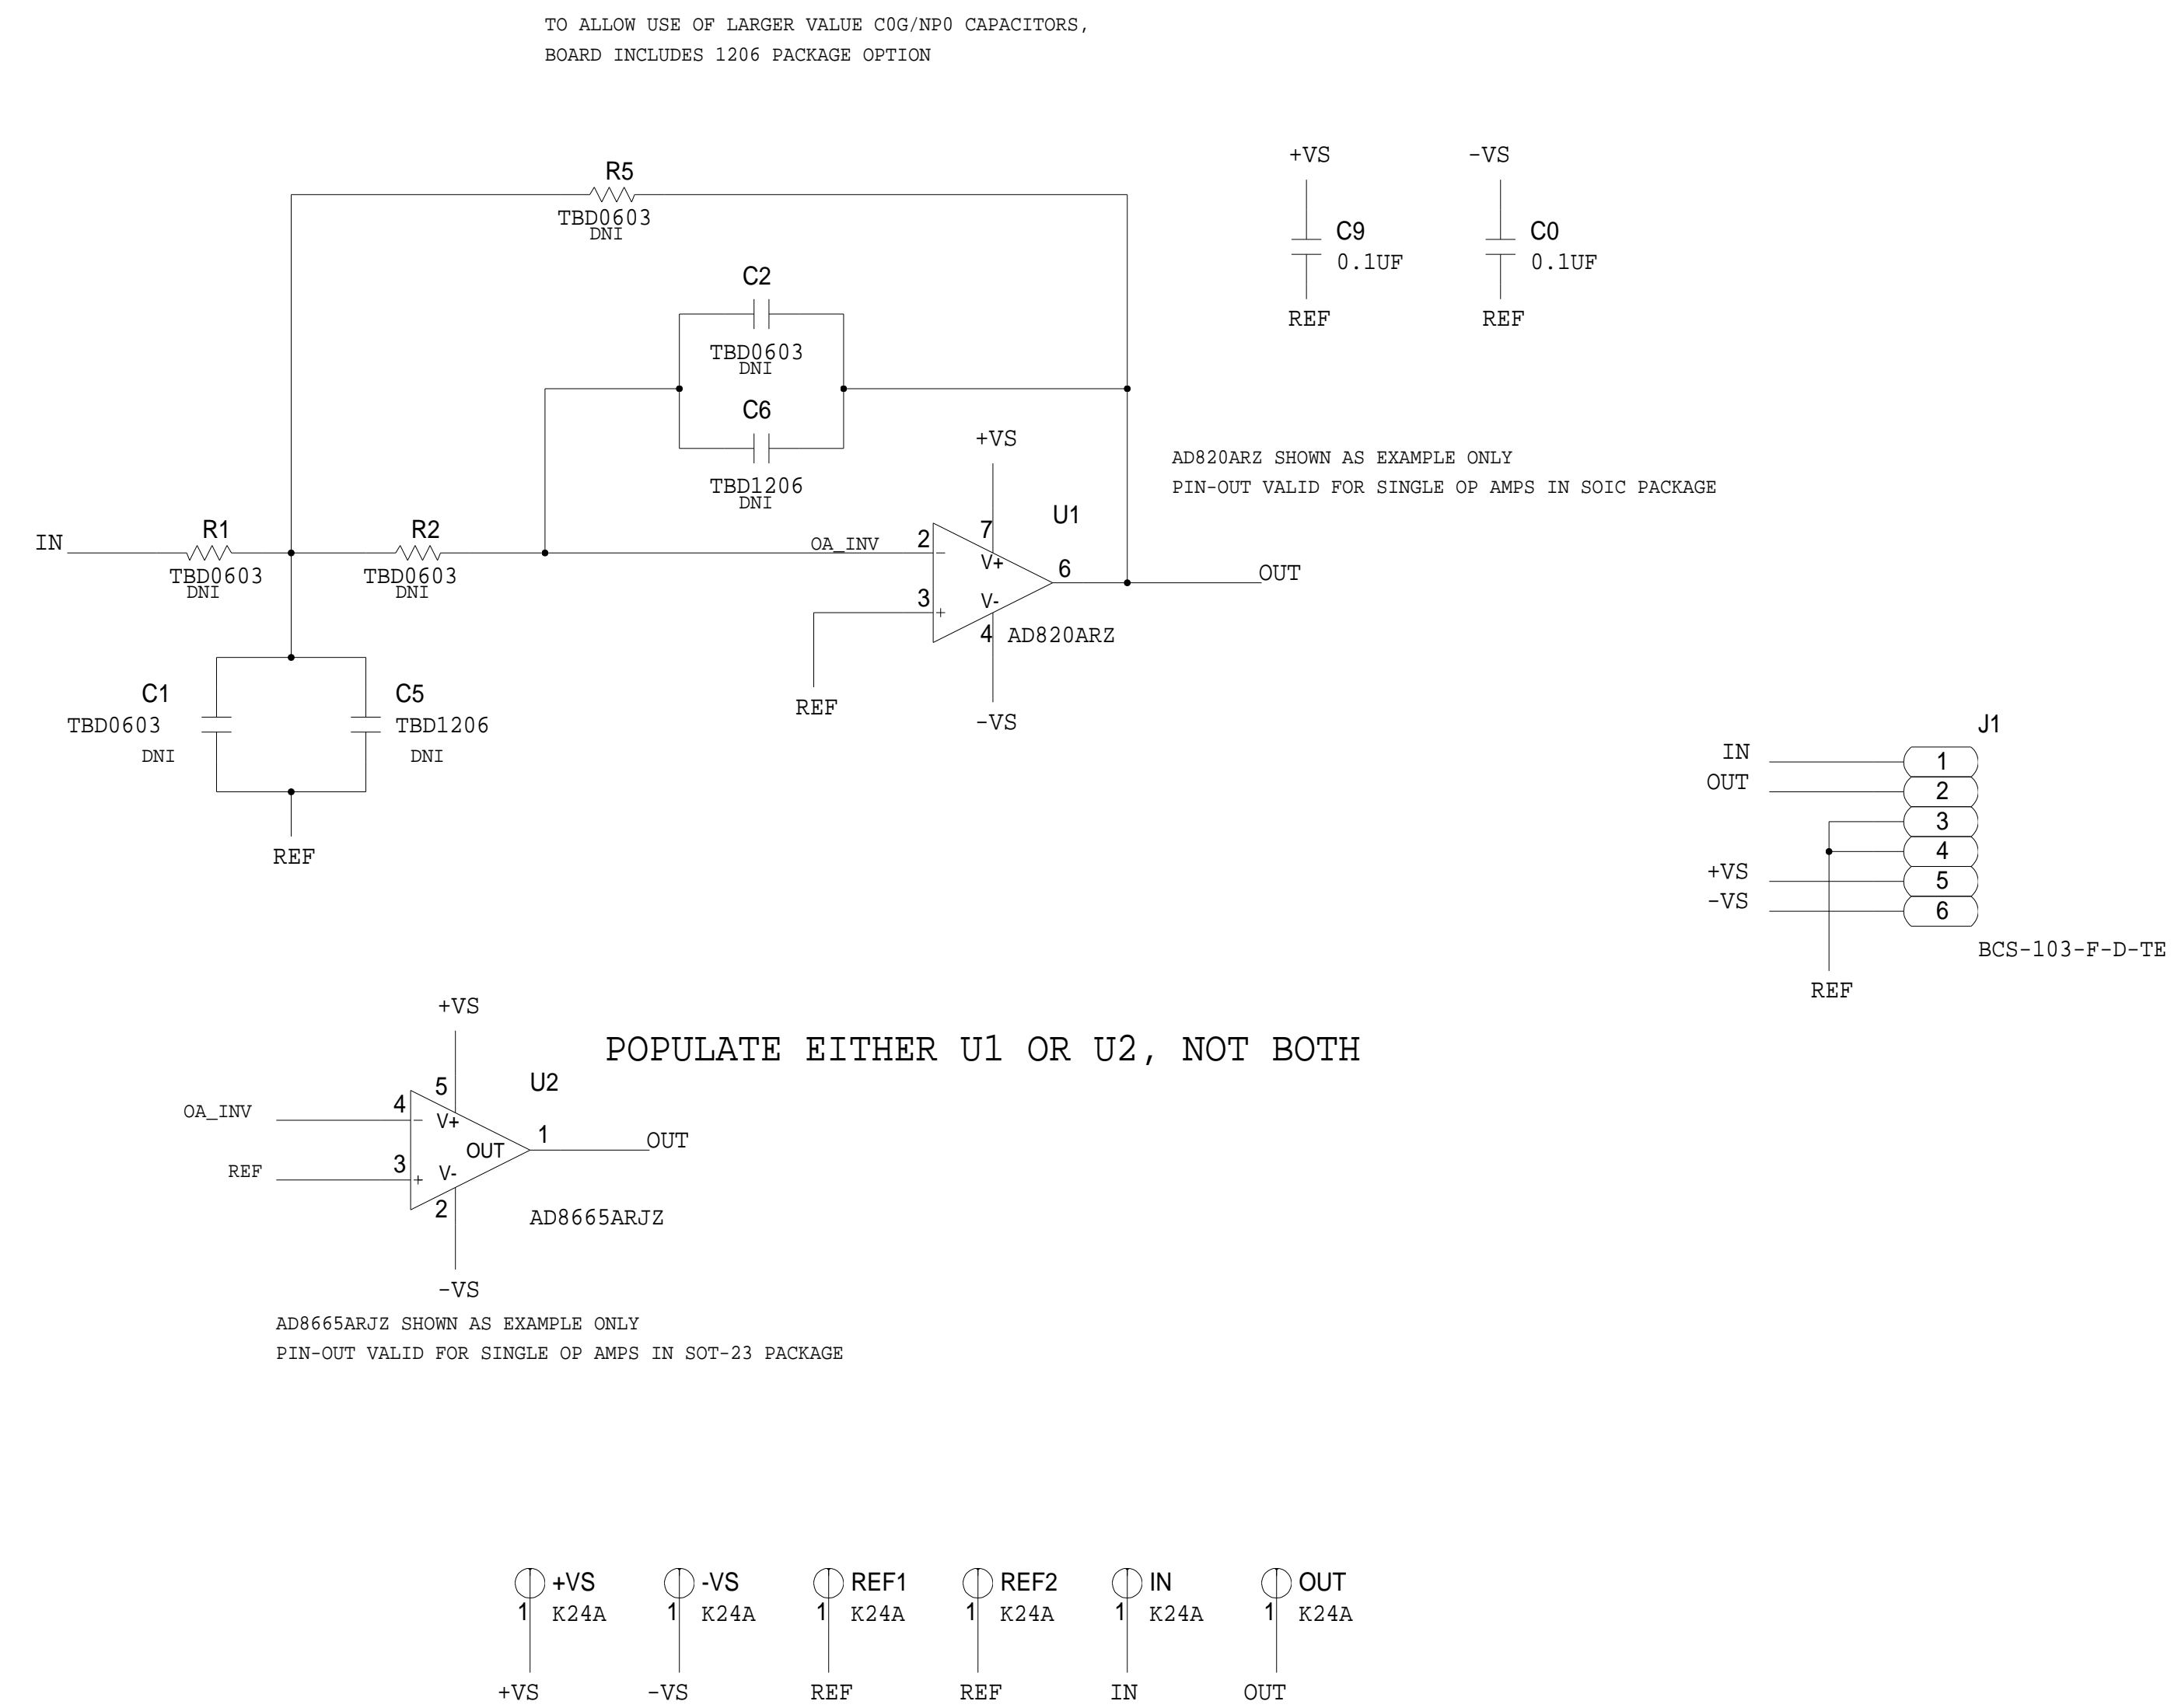 TO ALLOW USE OF LARGER VALUE C0G/NP0 CAPACITORS,
BOARD INCLUDES 1206 PACKAGE OPTION
+VS
C9
0.1UF
REF
-VS
C0
0.1UF
REF
R5
TBD0603
DNI
C2
TBD0603
DNI
C6
TBD1206
DNI
AD820ARZ SHOWN AS EXAMPLE ONLY
PIN-OUT VALID FOR SINGLE OP AMPS IN SOIC PACKAGE
IN
R1
TBD0603
DNI
R2
TBD0603
DNI
OA_INV
+VS
U1
2
-
7
V+
6
OUT
3
+
V-
4
AD820ARZ
REF
-VS
C1
TBD0603
DNI
C5
TBD1206
DNI
REF
J1
IN
1
OUT
2
3
4
+VS
5
-VS
6
BCS-103-F-D-TE
REF
POPULATE EITHER U1 OR U2, NOT BOTH
+VS
U2
5
OA_INV
4
-
V+
OUT
1
OUT
REF
3
+
V-
2
AD8665ARJZ
-VS
AD8665ARJZ SHOWN AS EXAMPLE ONLY
PIN-OUT VALID FOR SINGLE OP AMPS IN SOT-23 PACKAGE
+VS
K24A
1
+VS
-VS
K24A
1
-VS
REF1
K24A
1
REF
REF2
K24A
1
REF
IN
K24A
1
IN
OUT
K24A
1
OUT